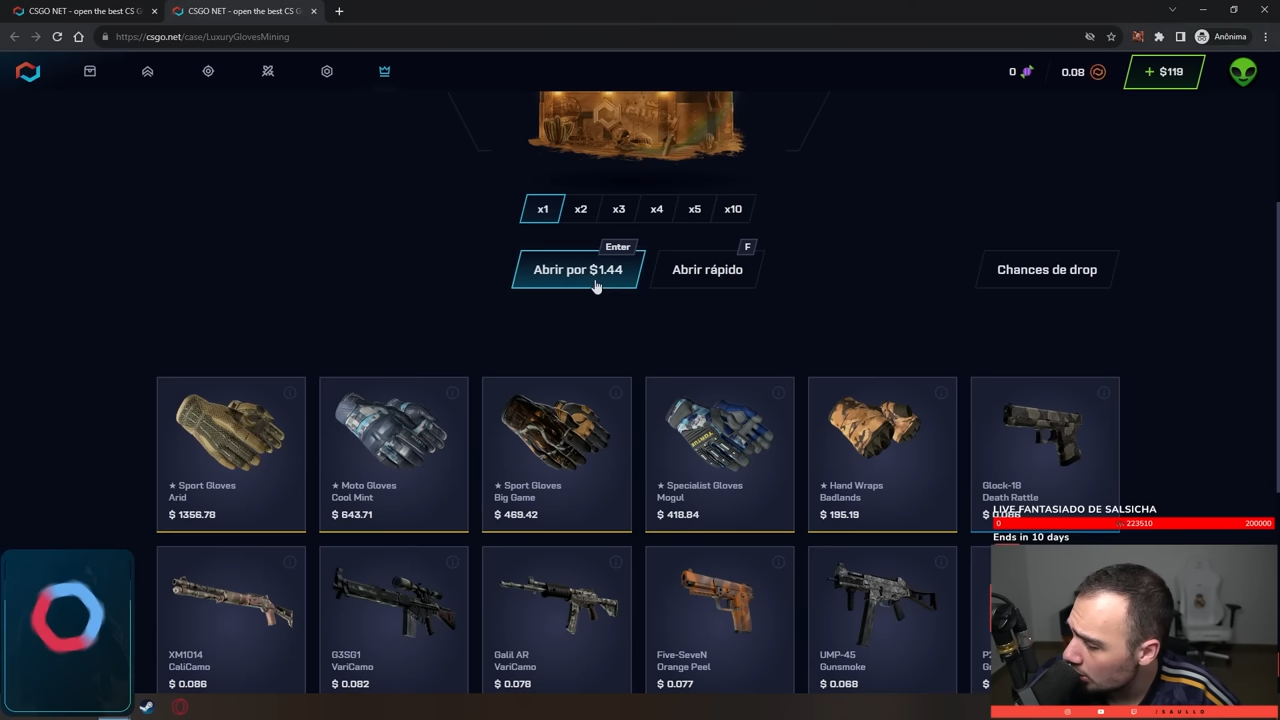 CSGO NET - open the best CS G
CSGO NET - open the best CS G
https://csgo.net/case/LuxuryGlovesMining
Anônima
0
0.08
+ $119
x1
x2
x3
x4
x5
x10
Enter
F
Abrir por $1.44
Abrir rápido
Chances de drop
★ Sport Gloves
Arid
$ 1356.78
★ Moto Gloves
Cool Mint
$ 643.71
★ Sport Gloves
Big Game
$ 469.42
★ Specialist Gloves
Mogul
$ 418.84
★ Hand Wraps
Badlands
$ 195.19
Glock-18
Death Rattle
LIVE FANTASIADO DE SALSICHA
0
223510
200000
Ends in 10 days
XM1014
CaliCamo
$ 0.086
G3SG1
VariCamo
$ 0.082
Galil AR
VariCamo
$ 0.078
Five-SeveN
Orange Peel
$ 0.077
UMP-45
Gunsmoke
$ 0.068
/SAULLO